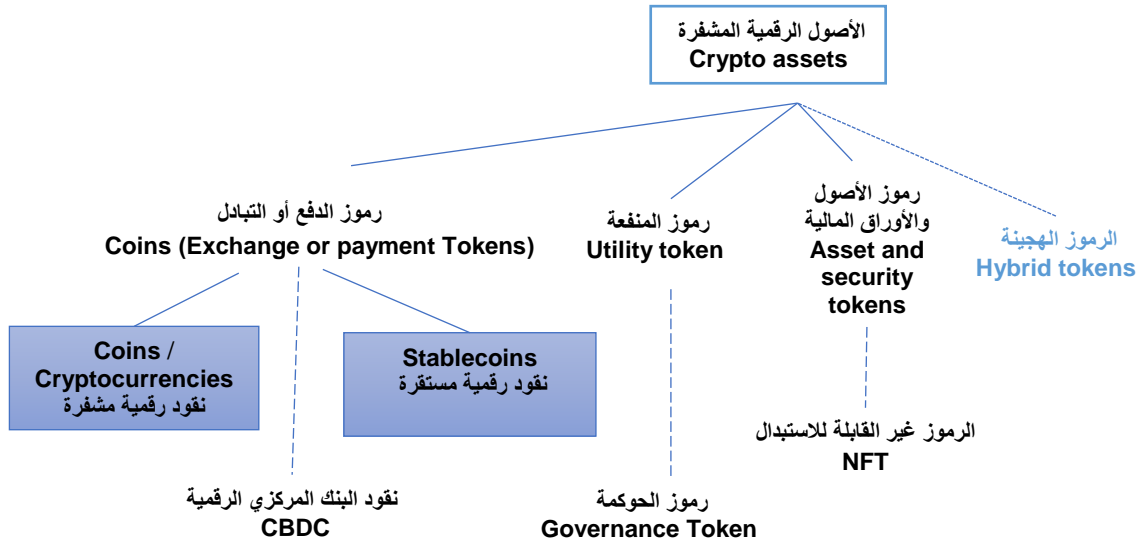 الأصول الرقمية المشفرة
Crypto assets
رموز الدفع أو التبادل
Coins (Exchange or payment Tokens)
رموز المنفعة
Utility token
رموز الأصول
والأوراق المالية
Asset and
security
tokens
الرموز الهجينة
Hybrid tokens
Coins /
Cryptocurrencies
نقود رقمية مشفرة
Stablecoins
نقود رقمية مستقرة
نقود البنك المركزي الرقمية
CBDC
رموز الحوكمة
Governance Token
الرموز غير القابلة للاستبدال
NFT